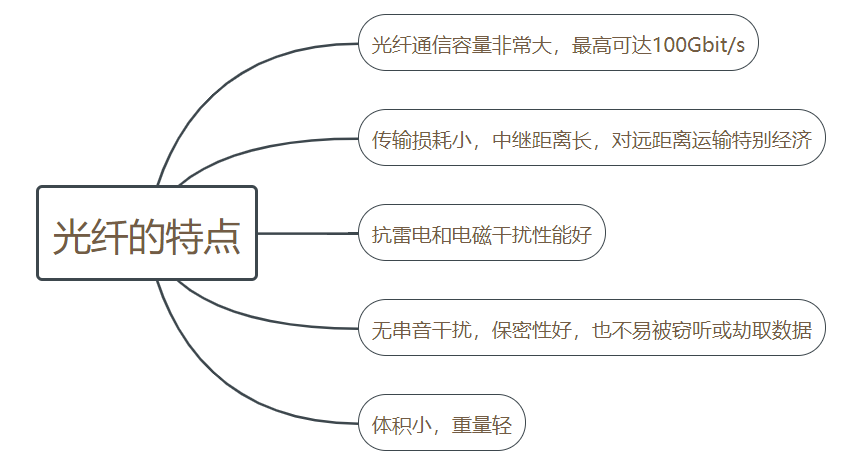 光纤通信容量非常大，最高可达100Gbit/s
传输损耗小，中继距离长，对远距离运输特别经济
光纤的特点
抗雷电和电磁干扰性能好
无串音干扰，保密性好，也不易被窃听或劫取数据
体积小，重量轻